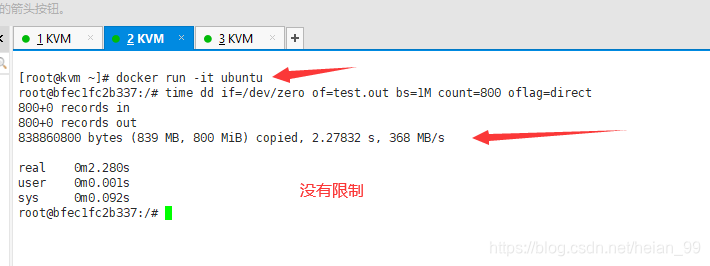 的箭头按钮。
1 KVM × 2 KVM × 3 KVM × +
[root@kvm ~]# docker run -it ubuntu
root@bfec1fc2b337:/# time dd if=/dev/zero of=test.out bs=1M count=800 oflag=direct
800+0 records in
800+0 records out
838860800 bytes (839 MB, 800 MiB) copied, 2.27832 s, 368 MB/s
real 0m2.280s
user 0m0.001s
sys 0m0.092s
没有限制
root@bfec1fc2b337:/#
https://blog.csdn.net/heian_99